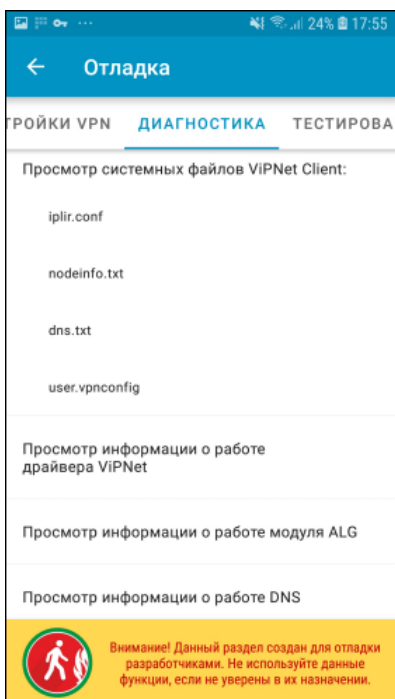 24% 17:55
Отладка
ТРОЙКИ VPN ДИАГНОСТИКА ТЕСТИРОВА
Просмотр системных файлов ViPNet Client:
iplir.conf
nodeinfo.txt
dns.txt
user.vpnconfig
Просмотр информации о работе
драйвера ViPNet
Просмотр информации о работе модуля ALG
Просмотр информации о работе DNS
Внимание! Данный раздел создан для отладки
разработчиками. Не используйте данные
функции, если не уверены в их назначении.